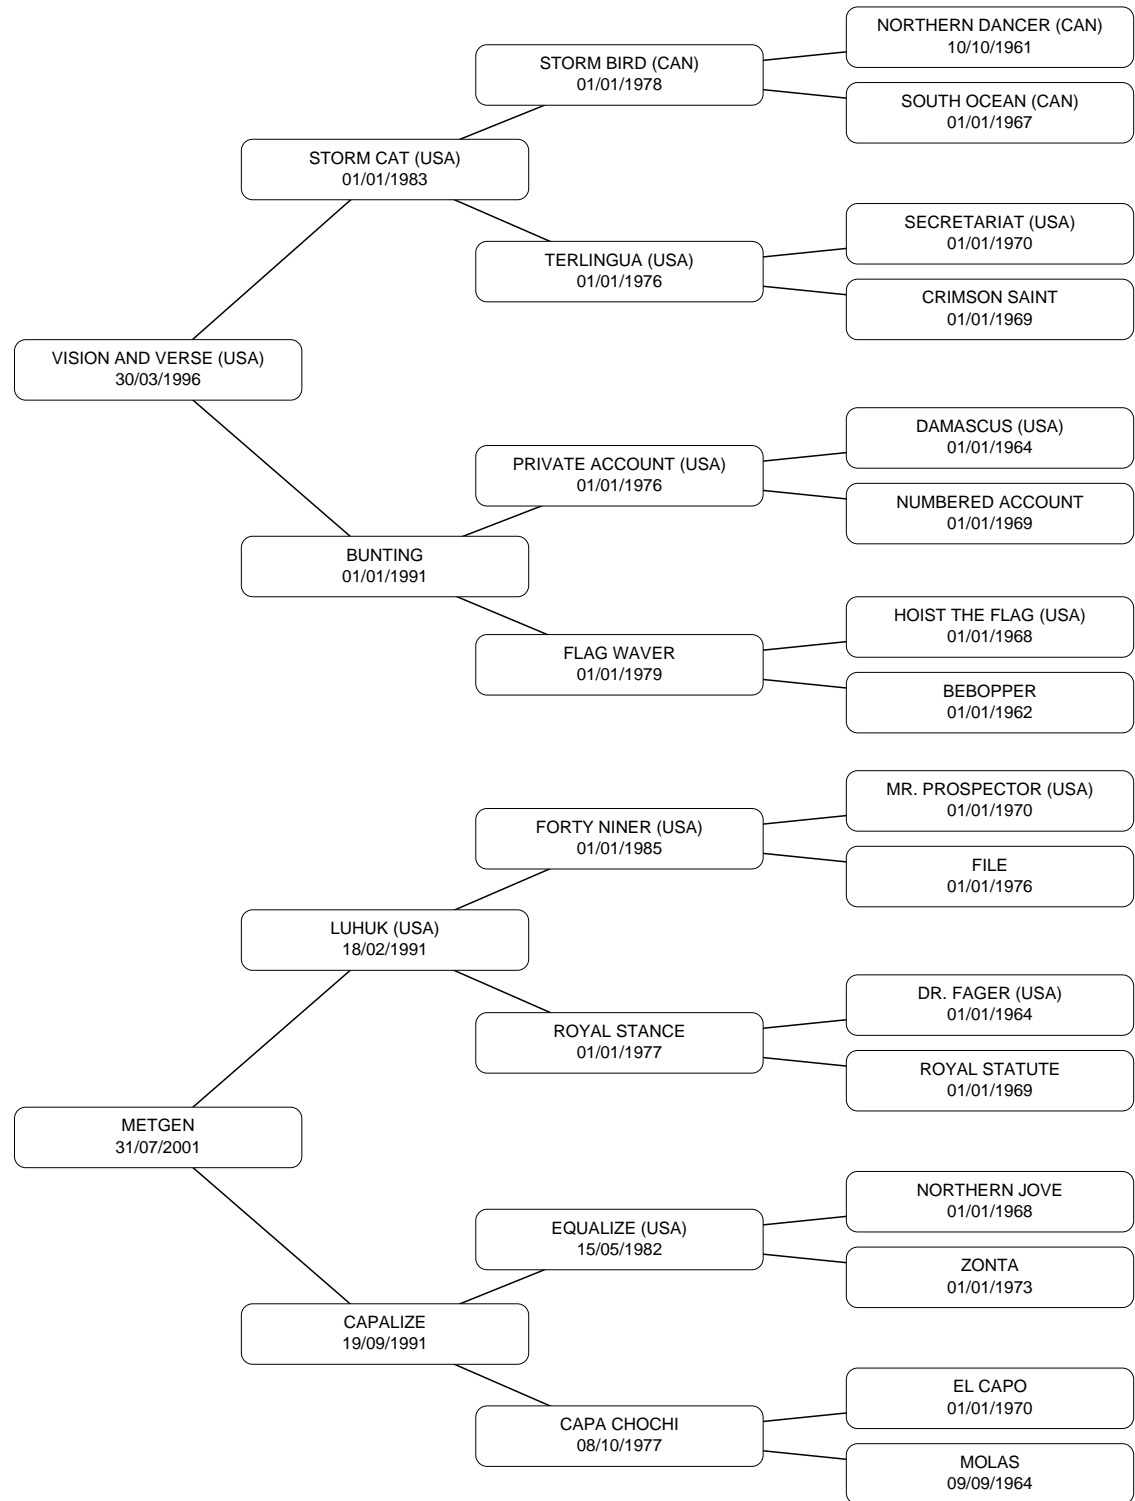 NORTHERN DANCER (CAN)
10/10/1961
STORM BIRD (CAN)
01/01/1978
SOUTH OCEAN (CAN)
01/01/1967
STORM CAT (USA)
01/01/1983
SECRETARIAT (USA)
01/01/1970
TERLINGUA (USA)
01/01/1976
CRIMSON SAINT
01/01/1969
VISION AND VERSE (USA)
30/03/1996
DAMASCUS (USA)
01/01/1964
PRIVATE ACCOUNT (USA)
01/01/1976
NUMBERED ACCOUNT
01/01/1969
BUNTING
01/01/1991
HOIST THE FLAG (USA)
01/01/1968
FLAG WAVER
01/01/1979
BEBOPPER
01/01/1962
MR. PROSPECTOR (USA)
01/01/1970
FORTY NINER (USA)
01/01/1985
FILE
01/01/1976
LUHUK (USA)
18/02/1991
DR. FAGER (USA)
01/01/1964
ROYAL STANCE
01/01/1977
ROYAL STATUTE
01/01/1969
METGEN
31/07/2001
NORTHERN JOVE
01/01/1968
EQUALIZE (USA)
15/05/1982
ZONTA
01/01/1973
CAPALIZE
19/09/1991
EL CAPO
01/01/1970
CAPA CHOCHI
08/10/1977
MOLAS
09/09/1964